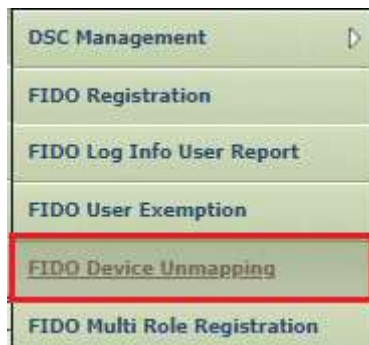 DSC Management
FIDO Registration
FIDO Log Info User Report
FIDO User Exemption
FIDO Device Unmapping
FIDO Multi Role Registration